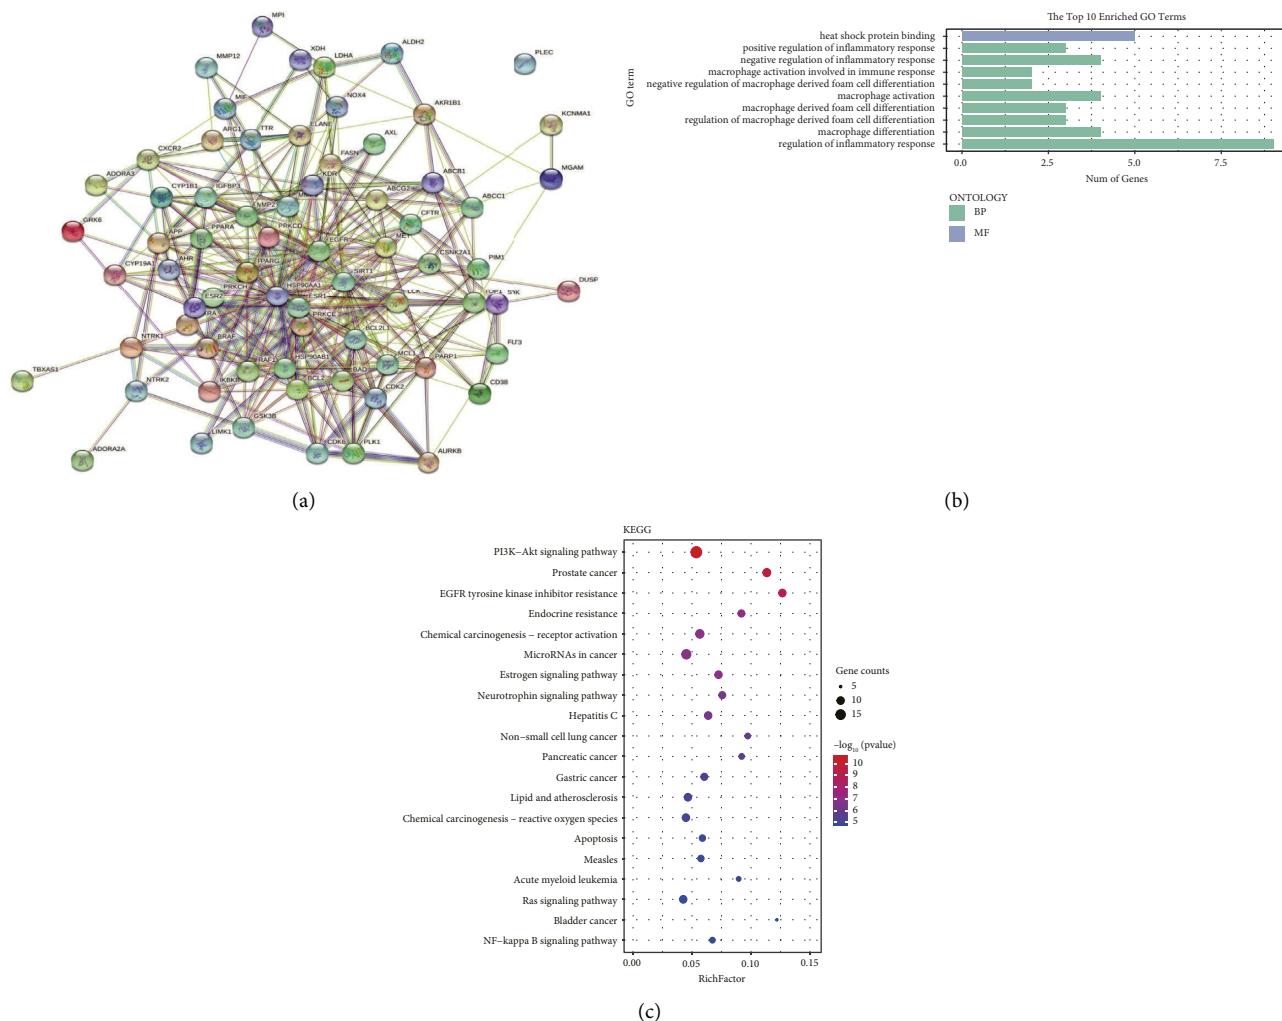 MPI
XDH
LDHA
ALDH2
PLEC
MMP12
MIF
NOX4
AKR1B1
KCNMA1
ARG1
TTR
ELANE
AXL
CXCR2
FASN
MGAM
ADORA3
CYP1B1
IGFBP3
KDR
ABCG2
ABCB1
ABCC1
GRK6
MMP2
PRKCD
CFTR
APP
PPARA
EGFR
MET
CSNK2A1
PIM1
CYP19A1
AHR
PPARG
SIRT1
DUSP
PRKCH
HSP90AA1
ESR2
ESR1
LCK
SYK
PRKCE
NTRK1
BRAF
BCL2L1
TBXAS1
RAF1
HSP90AB1
MCL1
PARP1
NTRK2
BCL2
BAD
CDK2
CD38
GSK3B
LIMK1
ADORA2A
CDK6
PLK1
AURKB
(a)
The Top 10 Enriched GO Terms
GO term
heat shock protein binding
positive regulation of inflammatory response
negative regulation of inflammatory response
macrophage activation involved in immune response
negative regulation of macrophage derived foam cell differentiation
macrophage activation
macrophage derived foam cell differentiation
regulation of macrophage derived foam cell differentiation
macrophage differentiation
regulation of inflammatory response
0.0 2.5 5.0 7.5
Num of Genes
ONTOLOGY
BP
MF
(b)
KEGG
PI3K−Akt signaling pathway
Prostate cancer
EGFR tyrosine kinase inhibitor resistance
Endocrine resistance
Chemical carcinogenesis − receptor activation
MicroRNAs in cancer
Estrogen signaling pathway
Neurotrophin signaling pathway
Hepatitis C
Non−small cell lung cancer
Pancreatic cancer
Gastric cancer
Lipid and atherosclerosis
Chemical carcinogenesis − reactive oxygen species
Apoptosis
Measles
Acute myeloid leukemia
Ras signaling pathway
Bladder cancer
NF−kappa B signaling pathway
0.00 0.05 0.10 0.15
RichFactor
Gene counts
5
10
15
−log10 (pvalue)
10
9
8
7
6
5
(c)